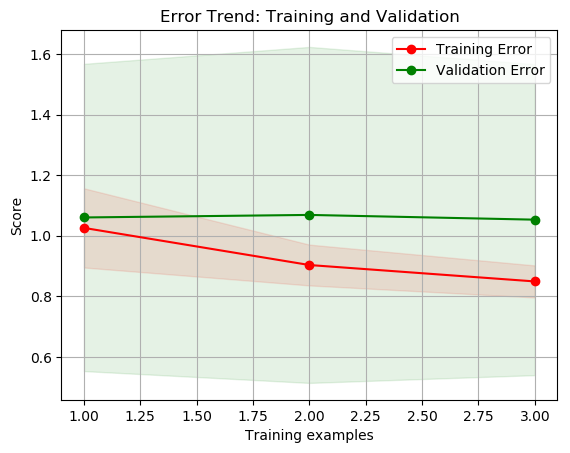 Error Trend: Training and Validation
Training Error
Validation Error
1.6
1.4
1.2
1.0
0.8
0.6
Score
1.00 1.25 1.50 1.75 2.00 2.25 2.50 2.75 3.00
Training examples